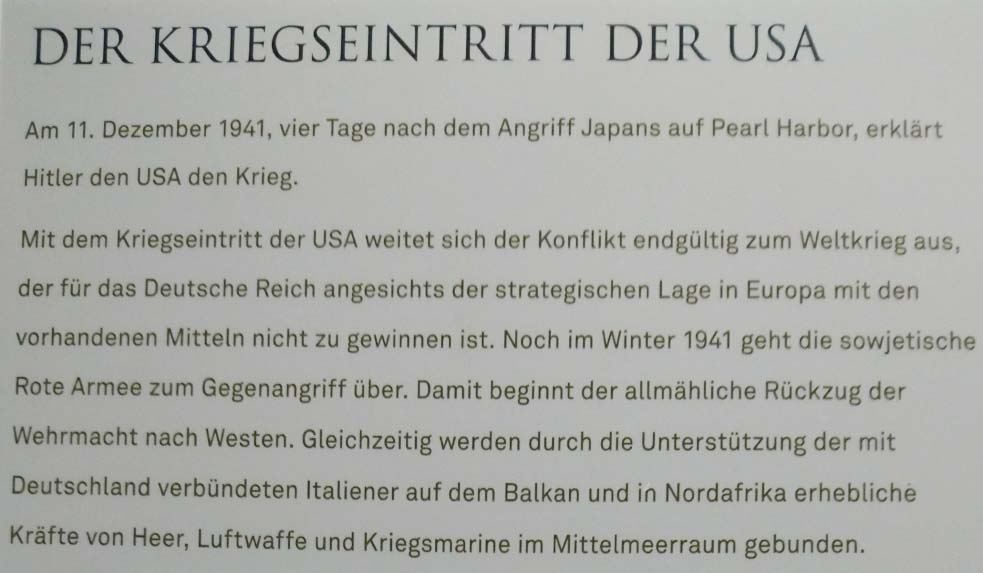 DER KRIEGSEINTRITT DER USA
Am 11. Dezember 1941, vier Tage nach dem Angriff Japans auf Pearl Harbor, erklärt
Hitler den USA den Krieg.
Mit dem Kriegseintritt der USA weitet sich der Konflikt endgültig zum Weltkrieg aus,
der für das Deutsche Reich angesichts der strategischen Lage in Europa mit den
vorhandenen Mitteln nicht zu gewinnen ist. Noch im Winter 1941 geht die sowjetische
Rote Armee zum Gegenangriff über. Damit beginnt der allmähliche Rückzug der
Wehrmacht nach Westen. Gleichzeitig werden durch die Unterstützung der mit
Deutschland verbündeten Italiener auf dem Balkan und in Nordafrika erhebliche
Kräfte von Heer, Luftwaffe und Kriegsmarine im Mittelmeerraum gebunden.